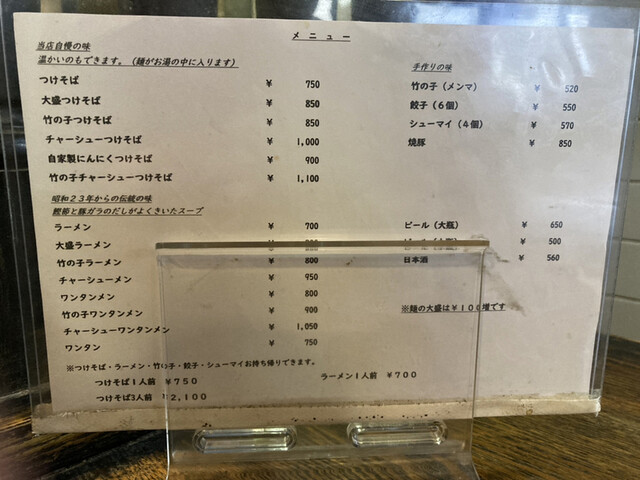 メニュー
当店自慢の味
温かいのもできます。(麺がお湯の中に入ります)
つけそば ¥ 750
大盛つけそば ¥ 850
竹の子つけそば ¥ 850
チャーシューつけそば ¥ 1,000
自家製にんにくつけそば ¥ 900
竹の子チャーシューつけそば ¥ 1,100
昭和23年からの伝統の味
鰹節と豚ガラのだしがよくきいたスープ
ラーメン ¥ 700
大盛ラーメン ¥
竹の子ラーメン ¥ 800
チャーシューメン ¥ 950
ワンタンメン ¥ 800
竹の子ワンタンメン ¥ 900
チャーシューワンタンメン ¥ 1,050
ワンタン ¥ 750
※つけそば・ラーメン・竹の子・餃子・シューマイお持ち帰りできます。
つけそば1人前 ¥750
ラーメン1人前 ¥700
つけそば3人前 ¥2,100
手作りの味
竹の子(メンマ) ¥ 520
餃子(6個) ¥ 550
シューマイ(4個) ¥ 570
焼豚 ¥ 850
ビール(大瓶) ¥ 650
¥ 500
日本酒 ¥ 560
※麺の大盛は¥100増です